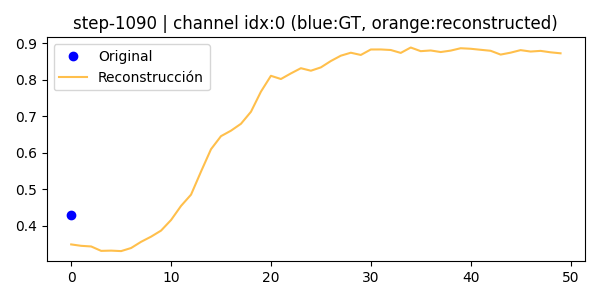 step-1090 | channel idx:0 (blue:GT, orange:reconstructed)
Original
Reconstrucción
0.9
0.8
0.7
0.6
0.5
0.4
0 10 20 30 40 50